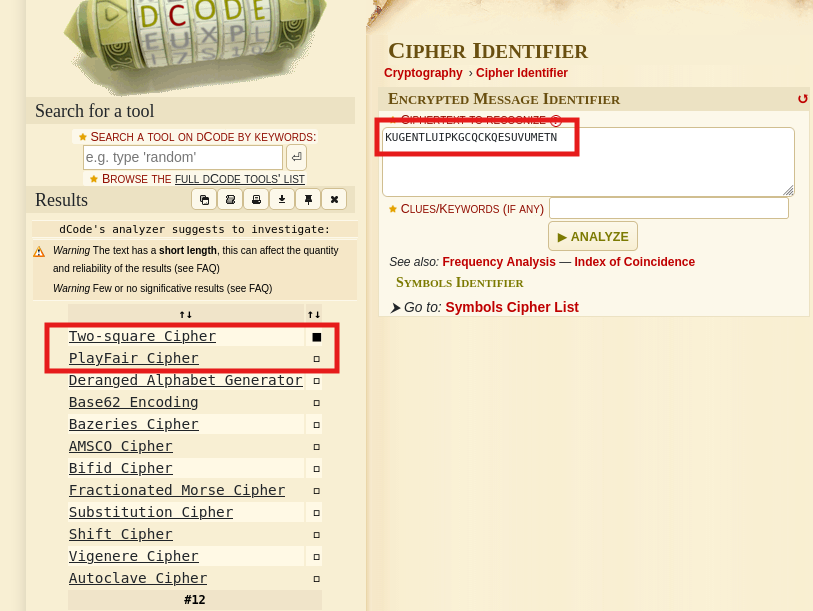 DCODE
EUXPL
Search for a tool
★ SEARCH A TOOL ON DCODE BY KEYWORDS:
e.g. type 'random'
★ BROWSE THE FULL DCODE TOOLS' LIST
Results
dCode's analyzer suggests to investigate:
Warning The text has a short length, this can affect the quantity and reliability of the results (see FAQ)
Warning Few or no significative results (see FAQ)
↑↓ ↑↓
Two-square Cipher ■
PlayFair Cipher ▫
Deranged Alphabet Generator ▫
Base62 Encoding ▫
Bazeries Cipher ▫
AMSCO Cipher ▫
Bifid Cipher ▫
Fractionated Morse Cipher ▫
Substitution Cipher ▫
Shift Cipher ▫
Vigenere Cipher ▫
Autoclave Cipher ▫
#12
CIPHER IDENTIFIER
Cryptography › Cipher Identifier
ENCRYPTED MESSAGE IDENTIFIER
★ CIPHERTEXT TO RECOGNIZE ?
KUGENTLUIPKGCQCKQESUVUMETN
★ CLUES/KEYWORDS (IF ANY)
▶ ANALYZE
See also: Frequency Analysis — Index of Coincidence
SYMBOLS IDENTIFIER
⮞ Go to: Symbols Cipher List